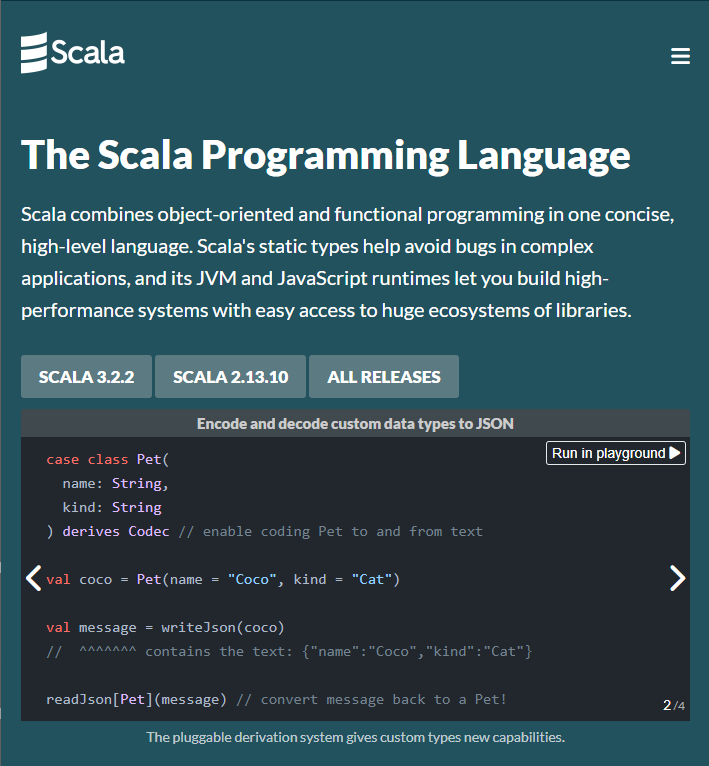 Scala
The Scala Programming Language
Scala combines object-oriented and functional programming in one concise,
high-level language. Scala's static types help avoid bugs in complex
applications, and its JVM and JavaScript runtimes let you build high-
performance systems with easy access to huge ecosystems of libraries.
SCALA 3.2.2 SCALA 2.13.10 ALL RELEASES
Encode and decode custom data types to JSON
Run in playground
case class Pet(
  name: String,
  kind: String
) derives Codec // enable coding Pet to and from text
val coco = Pet(name = "Coco", kind = "Cat")
val message = writeJson(coco)
//  ^^^^^^^ contains the text: {"name":"Coco","kind":"Cat"}
readJson[Pet](message) // convert message back to a Pet!
2/4
The pluggable derivation system gives custom types new capabilities.